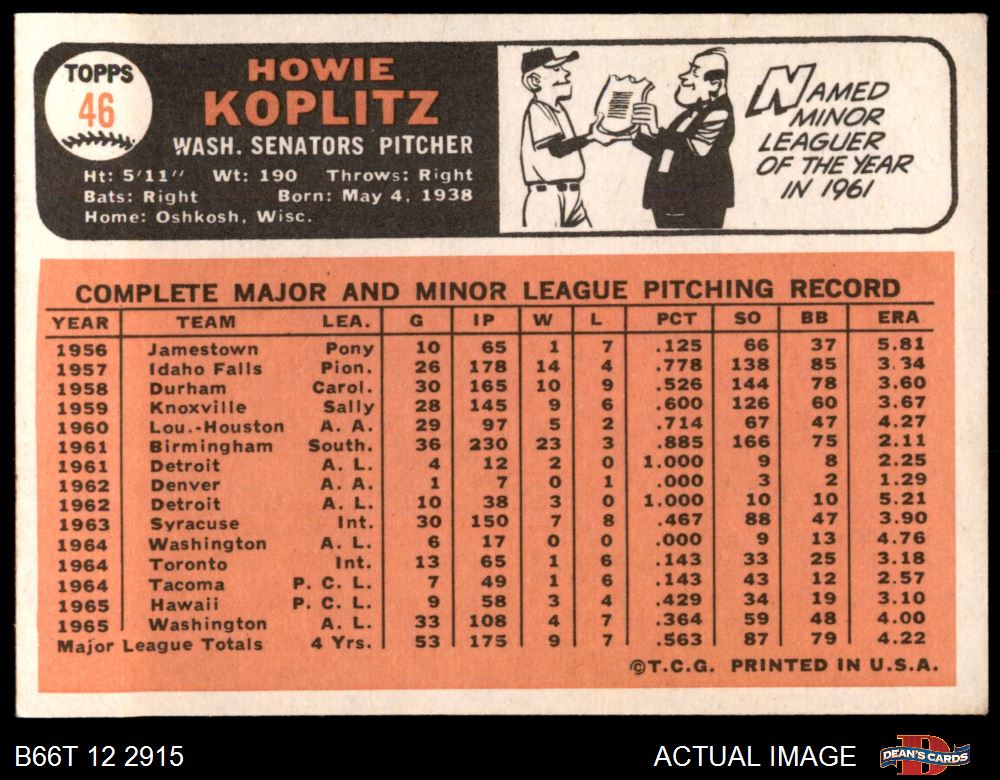 TOPPS
46
HOWIE
KOPLITZ
WASH. SENATORS PITCHER
Ht: 5'11" Wt: 190 Throws: Right
Bats: Right Born: May 4, 1938
Home: Oshkosh, Wisc.
NAMED
MINOR
LEAGUER
OF THE YEAR
IN 1961
COMPLETE MAJOR AND MINOR LEAGUE PITCHING RECORD
YEAR TEAM LEA. G IP W L PCT SO BB ERA
1956 Jamestown Pony 10 65 1 7 .125 66 37 5.81
1957 Idaho Falls Pion. 26 178 14 4 .778 138 85 3.34
1958 Durham Carol. 30 165 10 9 .526 144 78 3.60
1959 Knoxville Sally 28 145 9 6 .600 126 60 3.67
1960 Lou.-Houston A. A. 29 97 5 2 .714 67 47 4.27
1961 Birmingham South. 36 230 23 3 .885 166 75 2.11
1961 Detroit A. L. 4 12 2 0 1.000 9 8 2.25
1962 Denver A. A. 1 7 0 1 .000 3 2 1.29
1962 Detroit A. L. 10 38 3 0 1.000 10 10 5.21
1963 Syracuse Int. 30 150 7 8 .467 88 47 3.90
1964 Washington A. L. 6 17 0 0 .000 9 13 4.76
1964 Toronto Int. 13 65 1 6 .143 33 25 3.18
1964 Tacoma P. C. L. 7 49 1 6 .143 43 12 2.57
1965 Hawaii P. C. L. 9 58 3 4 .429 34 19 3.10
1965 Washington A. L. 33 108 4 7 .364 59 48 4.00
Major League Totals 4 Yrs. 53 175 9 7 .563 87 79 4.22
©T.C.G. PRINTED IN U.S.A.
B66T 12 2915
ACTUAL IMAGE
DEAN'S CARDS